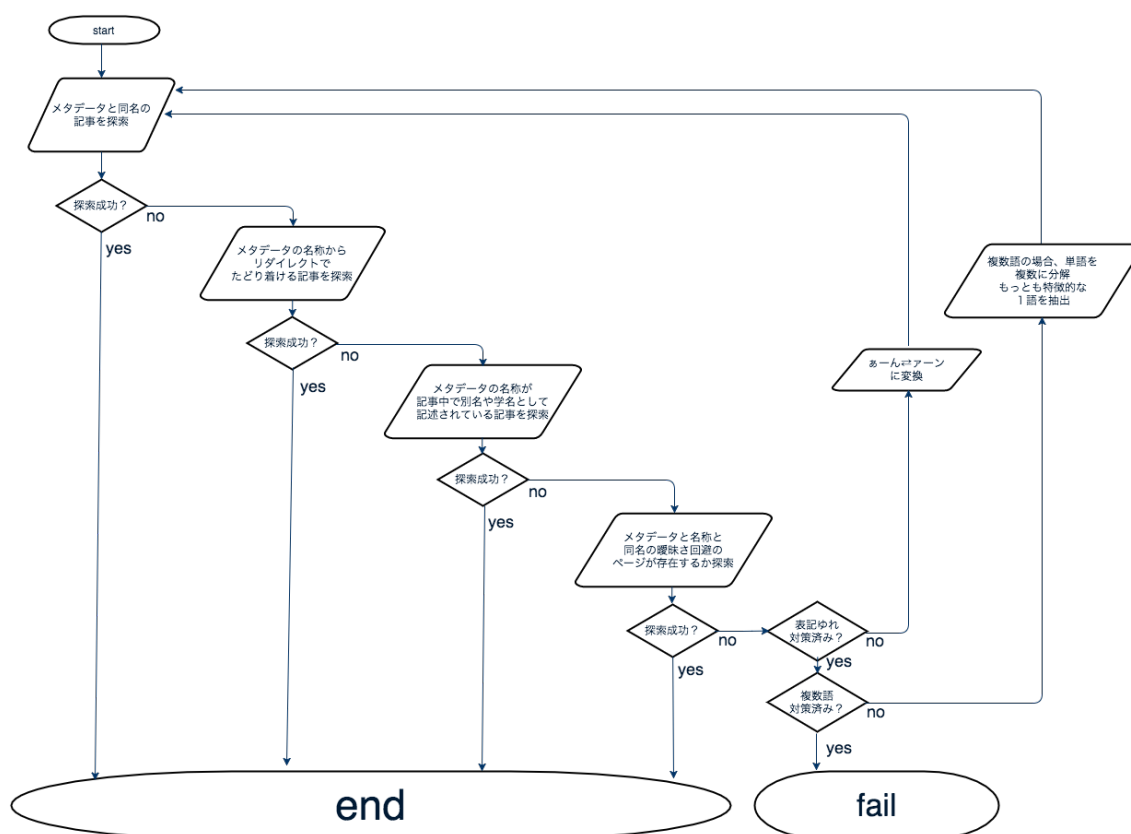 start
メタデータと同名の
記事を探索
探索成功？
no
yes
メタデータの名称から
リダイレクトで
たどり着ける記事を探索
探索成功？
no
yes
メタデータの名称が
記事中で別名や学名として
記述されている記事を探索
探索成功？
no
yes
メタデータと名称と
同名の曖昧さ回避の
ページが存在するか探索
探索成功？
no
yes
表記ゆれ
対策済み？
no
yes
複数語
対策済み？
no
yes
ぁーん⇄ァーン
に変換
複数語の場合、単語を
複数に分解
もっとも特徴的な
１語を抽出
end
fail